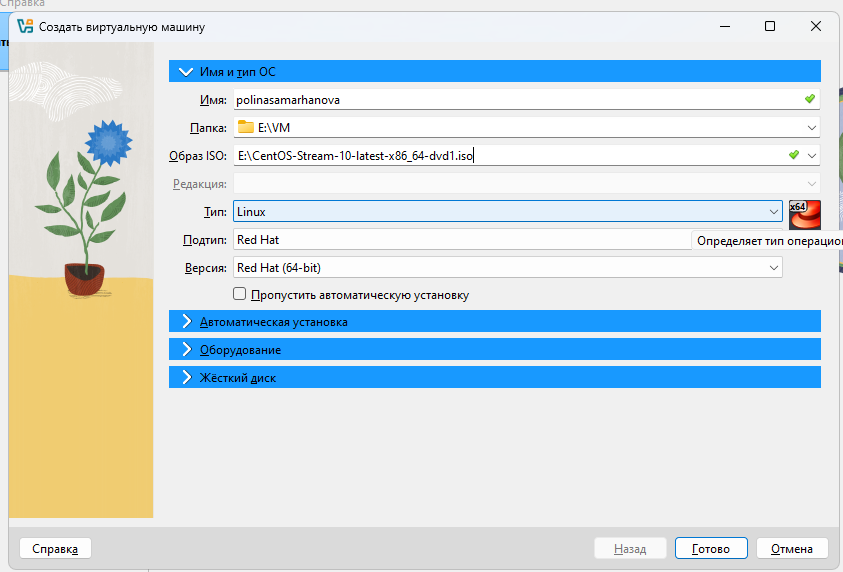 Справка
Создать виртуальную машину
Имя и тип ОС
Имя: polinasamarhanova
Папка: E:\VM
Образ ISO: E:\CentOS-Stream-10-latest-x86_64-dvd1.iso
Редакция:
Тип: Linux
x64
Подтип: Red Hat
Определяет тип операцион
Версия: Red Hat (64-bit)
Пропустить автоматическую установку
Автоматическая установка
Оборудование
Жёсткий диск
Справка
Назад
Готово
Отмена